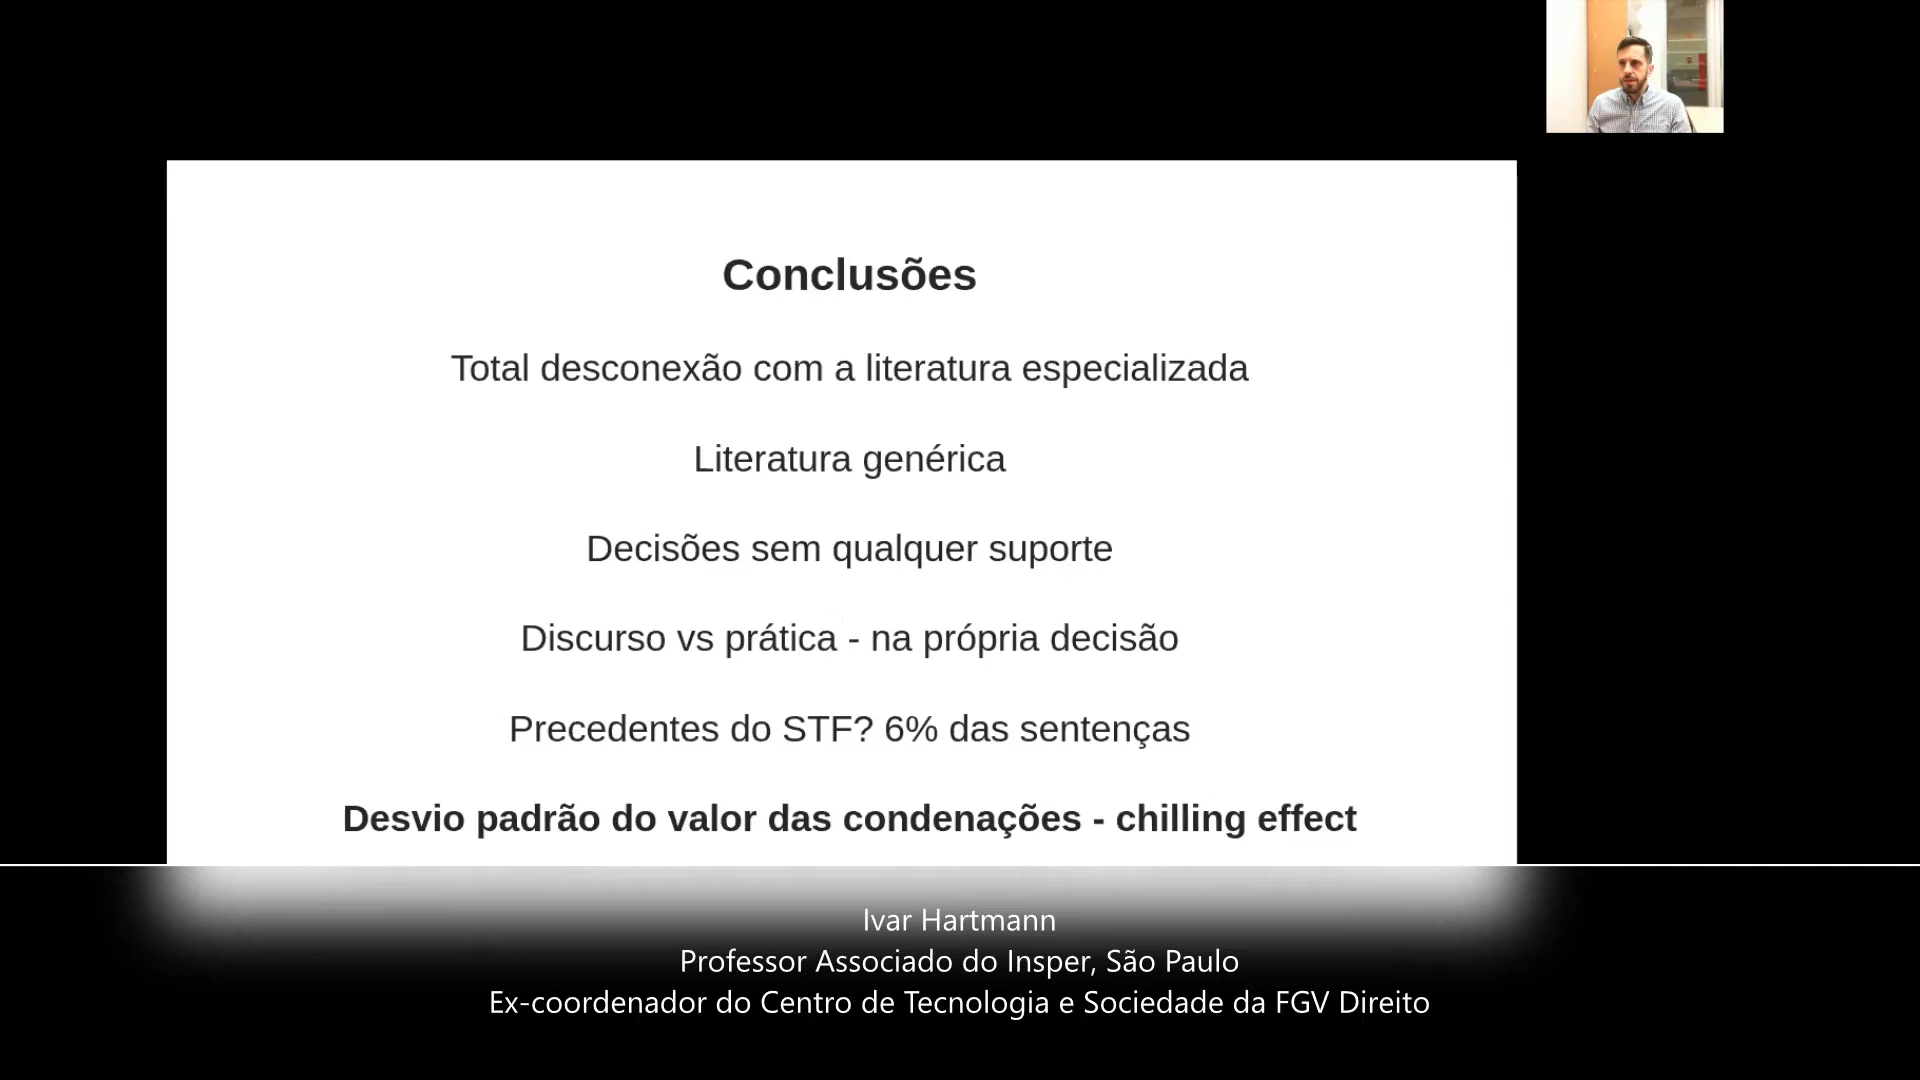 Conclusões
Total desconexão com a literatura especializada
Literatura genérica
Decisões sem qualquer suporte
Discurso vs prática - na própria decisão
Precedentes do STF? 6% das sentenças
Desvio padrão do valor das condenações - chilling effect
Ivar Hartmann
Professor Associado do Insper, São Paulo
Ex-coordenador do Centro de Tecnologia e Sociedade da FGV Direito